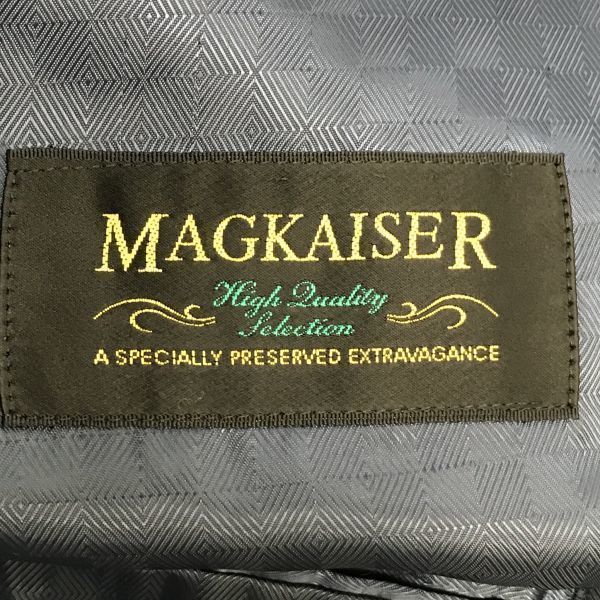 MAGKAISER
High Quality
Selection
A SPECIALLY PRESERVED EXTRAVAGANCE